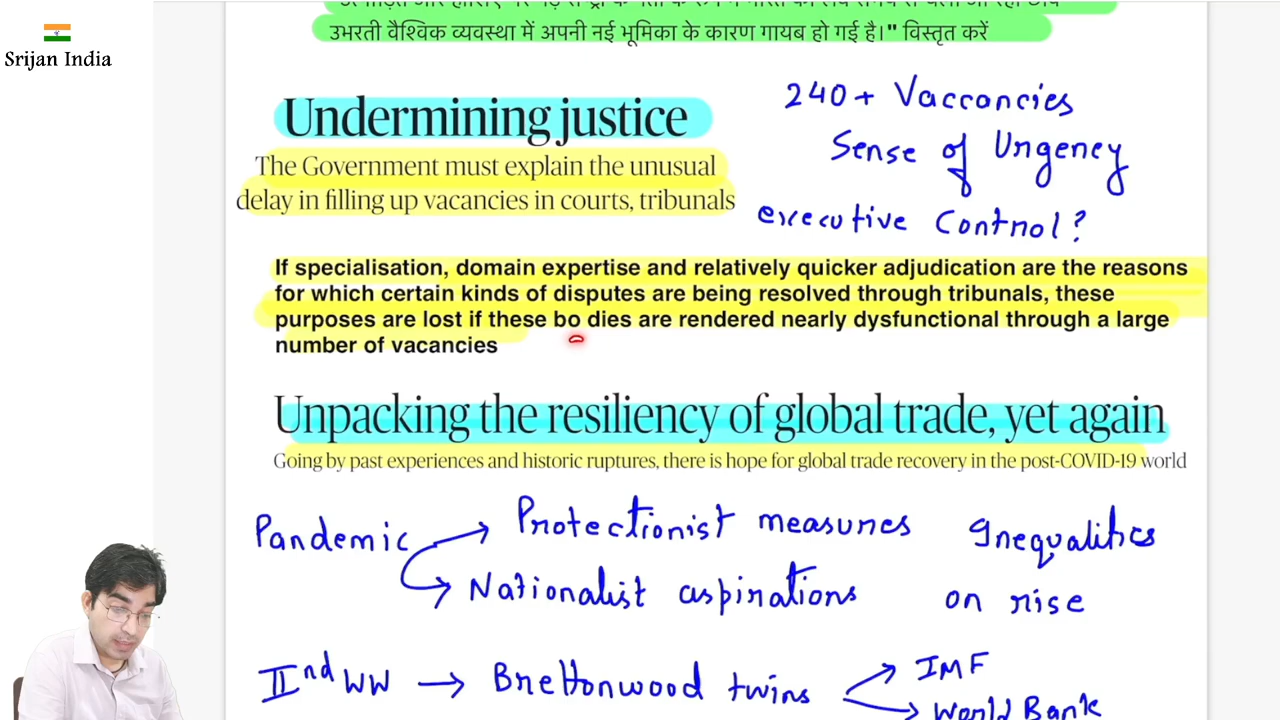 उभरती वैश्विक व्यवस्था में अपनी नई भूमिका के कारण गायब हो गई है।" विस्तृत करें
Srijan India
Undermining justice
The Government must explain the unusual
delay in filling up vacancies in courts, tribunals
240+ Vaccancies
Sense of Urgency
executive Control?
If specialisation, domain expertise and relatively quicker adjudication are the reasons
for which certain kinds of disputes are being resolved through tribunals, these
purposes are lost if these bo dies are rendered nearly dysfunctional through a large
number of vacancies
Unpacking the resiliency of global trade, yet again
Going by past experiences and historic ruptures, there is hope for global trade recovery in the post-COVID-19 world
Pandemic → Protectionist measures
→ Nationalist aspirations
Inequalities
on rise
IInd WW → Brettonwood twins → IMF
→ World Bank